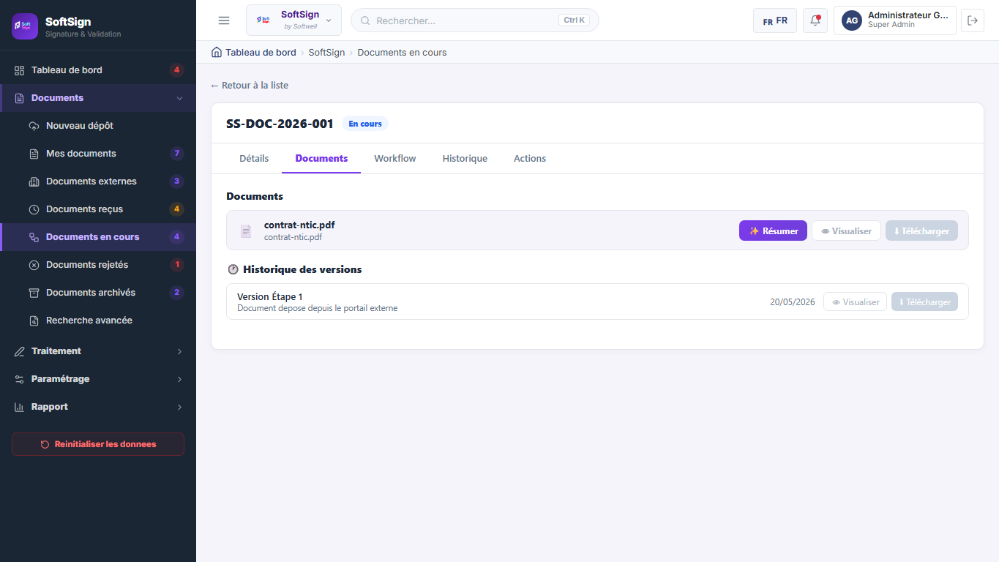 SoftSign
Signature & Validation
Tableau de bord 4
Documents
Nouveau dépôt
Mes documents 7
Documents externes 3
Documents reçus 4
Documents en cours 4
Documents rejetés 1
Documents archivés 2
Recherche avancée
Traitement
Paramétrage
Rapport
Reinitialiser les donnees
Soft Sign
SoftSign
by Softwell
Rechercher...
Ctrl K
FR FR
AG
Administrateur G...
Super Admin
Tableau de bord › SoftSign › Documents en cours
← Retour à la liste
SS-DOC-2026-001 En cours
Détails Documents Workflow Historique Actions
Documents
contrat-ntic.pdf
contrat-ntic.pdf
✨ Résumer 👁 Visualiser ⬇ Télécharger
🕐 Historique des versions
Version Étape 1
Document depose depuis le portail externe
20/05/2026 👁 Visualiser ⬇ Télécharger